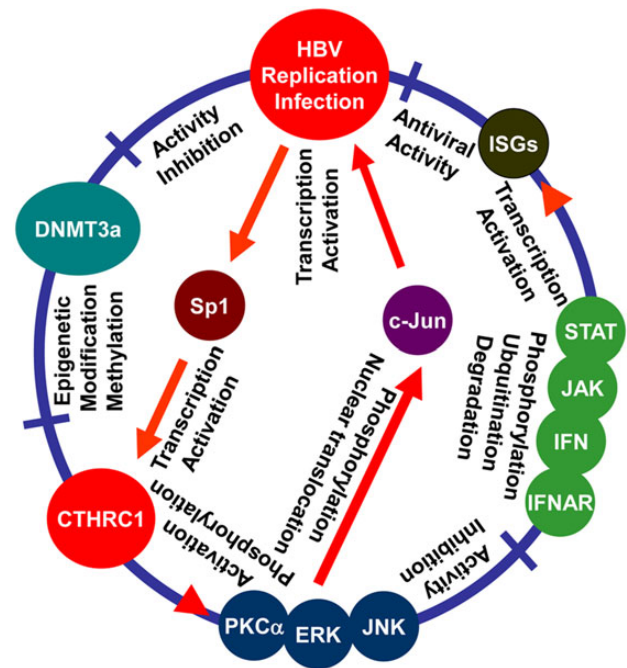 HBV
Replication
Infection
Activity
Inhibition
Antiviral
Activity
ISGs
Transcription
Activation
Transcription
Activation
DNMT3a
Sp1
c-Jun
STAT
JAK
IFN
IFNAR
Epigenetic
Modification
Methylation
Transcription
Activation
Phosphorylation
Nuclear translocation
Phosphorylation
Ubquitination
Degradation
CTHRC1
Activation
Phosphorylation
Activity
Inhibition
PKCα
ERK
JNK